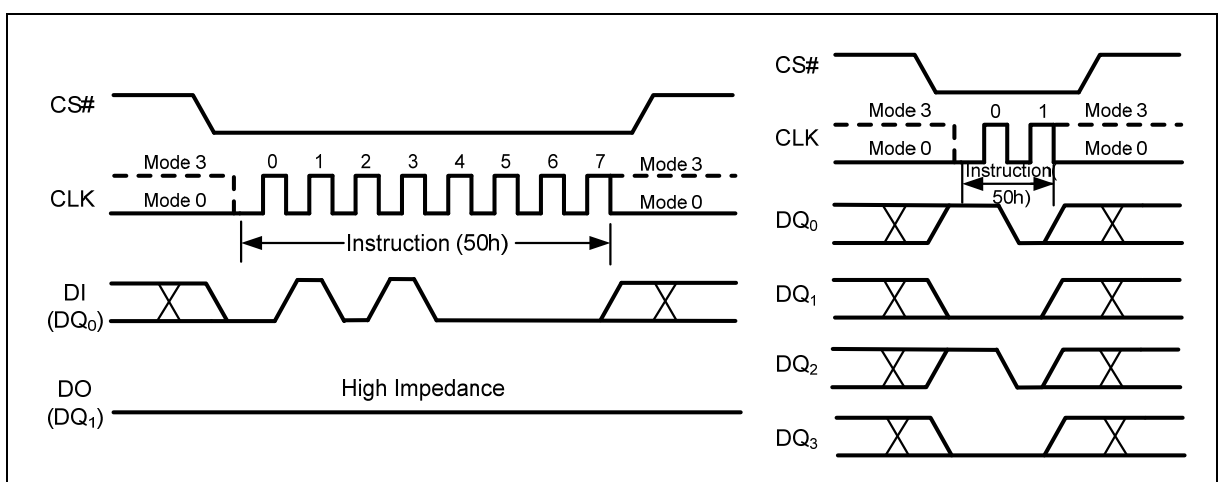 CS#
Mode 3 0 1 2 3 4 5 6 7 Mode 3
CLK
Mode 0 Mode 0
Instruction (50h)
DI
(DQ0)
DO
(DQ1)
High Impedance
CS#
Mode 3 0 1 Mode 3
CLK
Mode 0 Mode 0
Instruction(
50h)
DQ0
DQ1
DQ2
DQ3